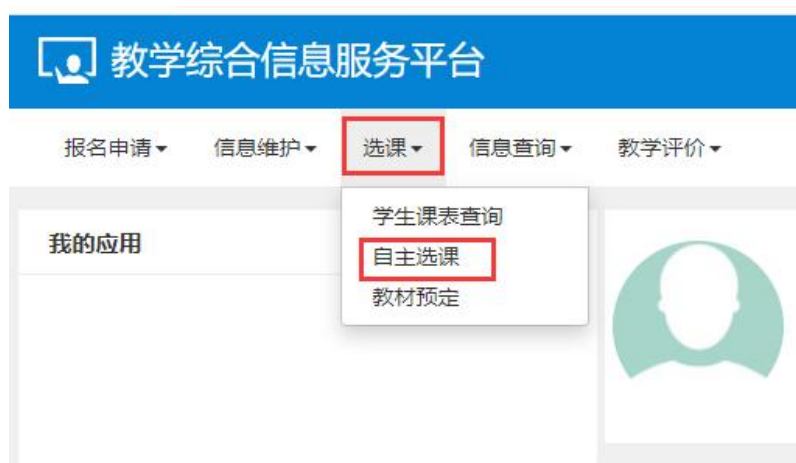 教学综合信息服务平台
报名申请 信息维护 选课 信息查询 教学评价
学生课表查询
我的应用
自主选课
教材预定